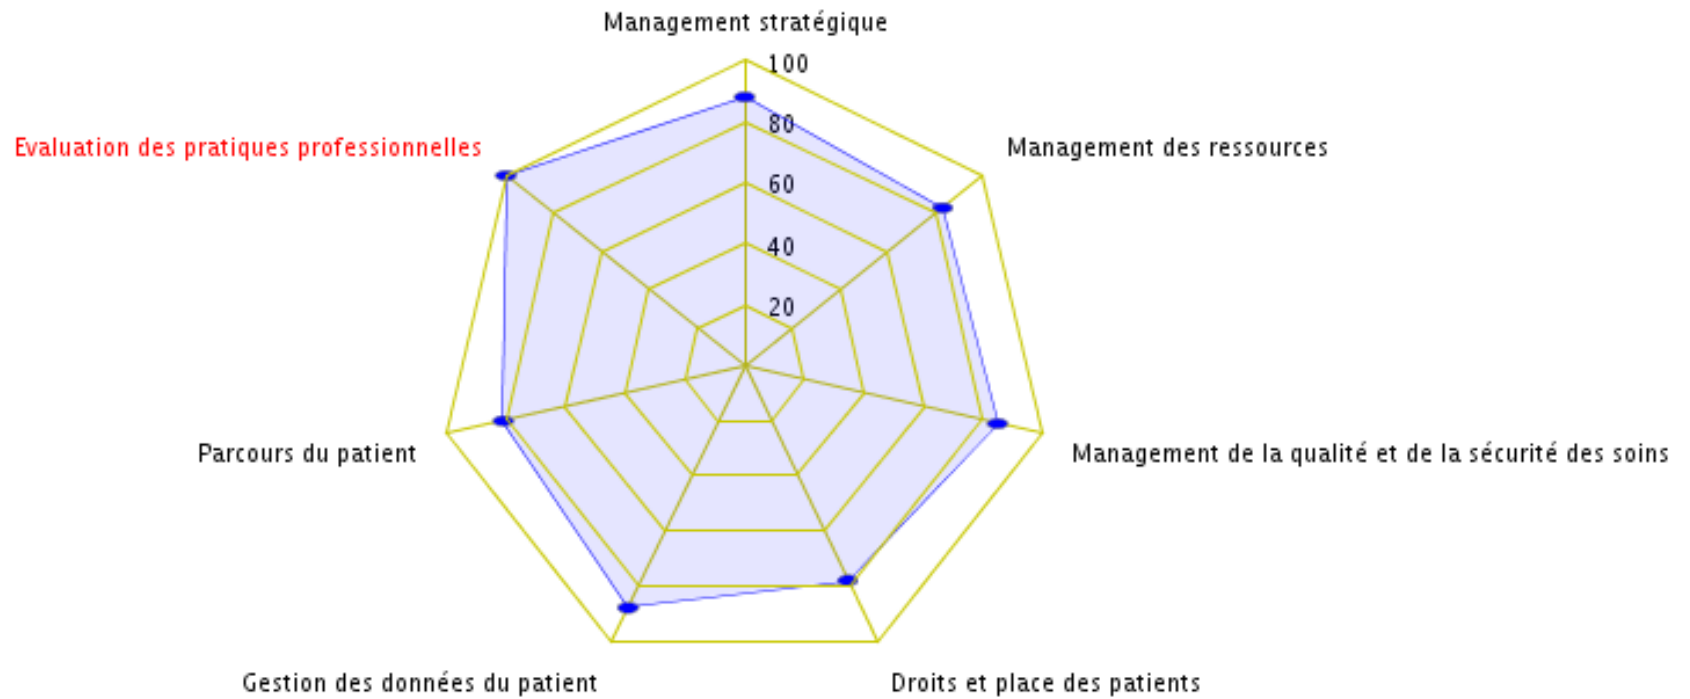 Management stratégique
100
Evaluation des pratiques professionnelles
80
Management des ressources
60
40
20
Parcours du patient
Management de la qualité et de la sécurité des soins
Gestion des données du patient
Droits et place des patients